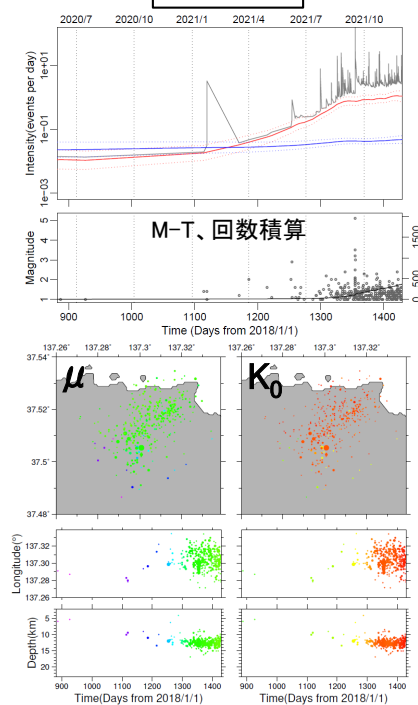 2020/7 2020/10 2021/1 2021/4 2021/7 2021/10
Intensity(events per day)
1e+01
1e-01
1e-03
M-T、回数積算
Magnitude
5
4
3
2
1
1500
500
0
900 1000 1100 1200 1300 1400
Time (Days from 2018/1/1)
137.26° 137.28° 137.3° 137.32° 137.26° 137.28° 137.3° 137.32°
37.54°
37.52°
37.5°
37.48°
μ K₀
Longitude(°)
137.32
137.30
137.28
137.26
Depth(km)
5
10
15
20
900 1000 1100 1200 1300 1400 900 1000 1100 1200 1300 1400
Time(Days from 2018/1/1) Time(Days from 2018/1/1)